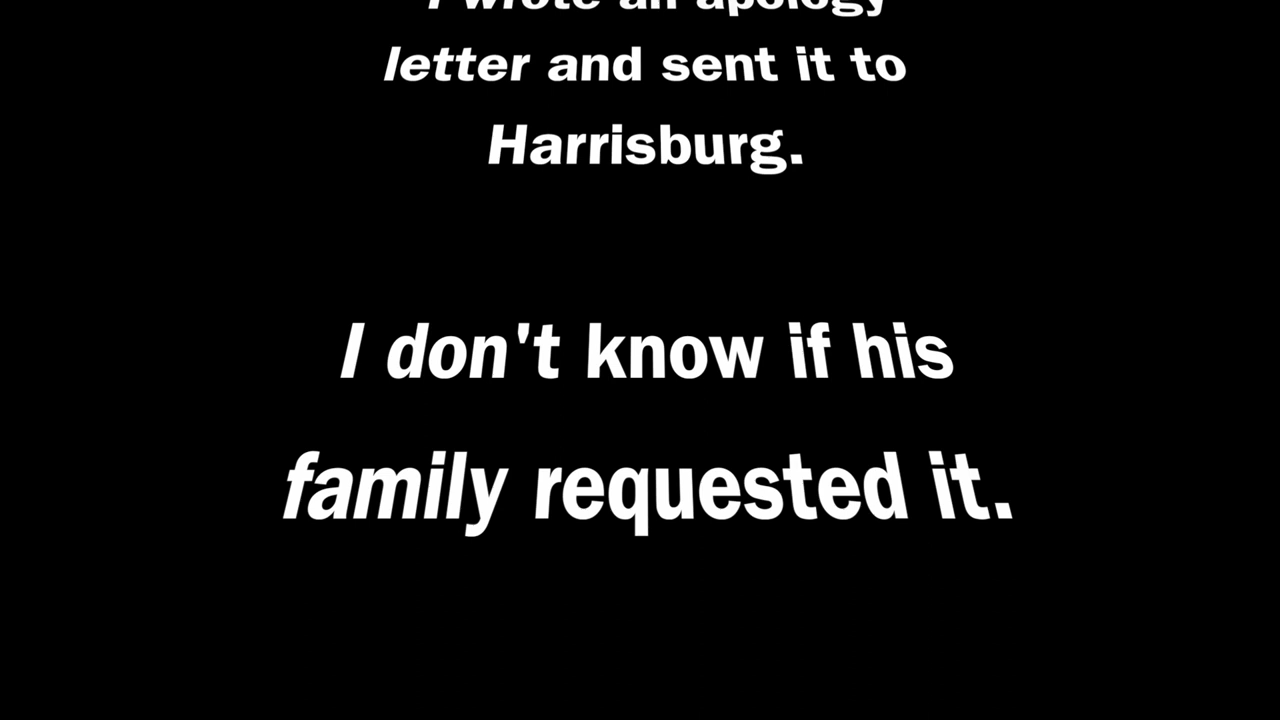 I wrote an apology
letter and sent it to
Harrisburg.
I don't know if his
family requested it.